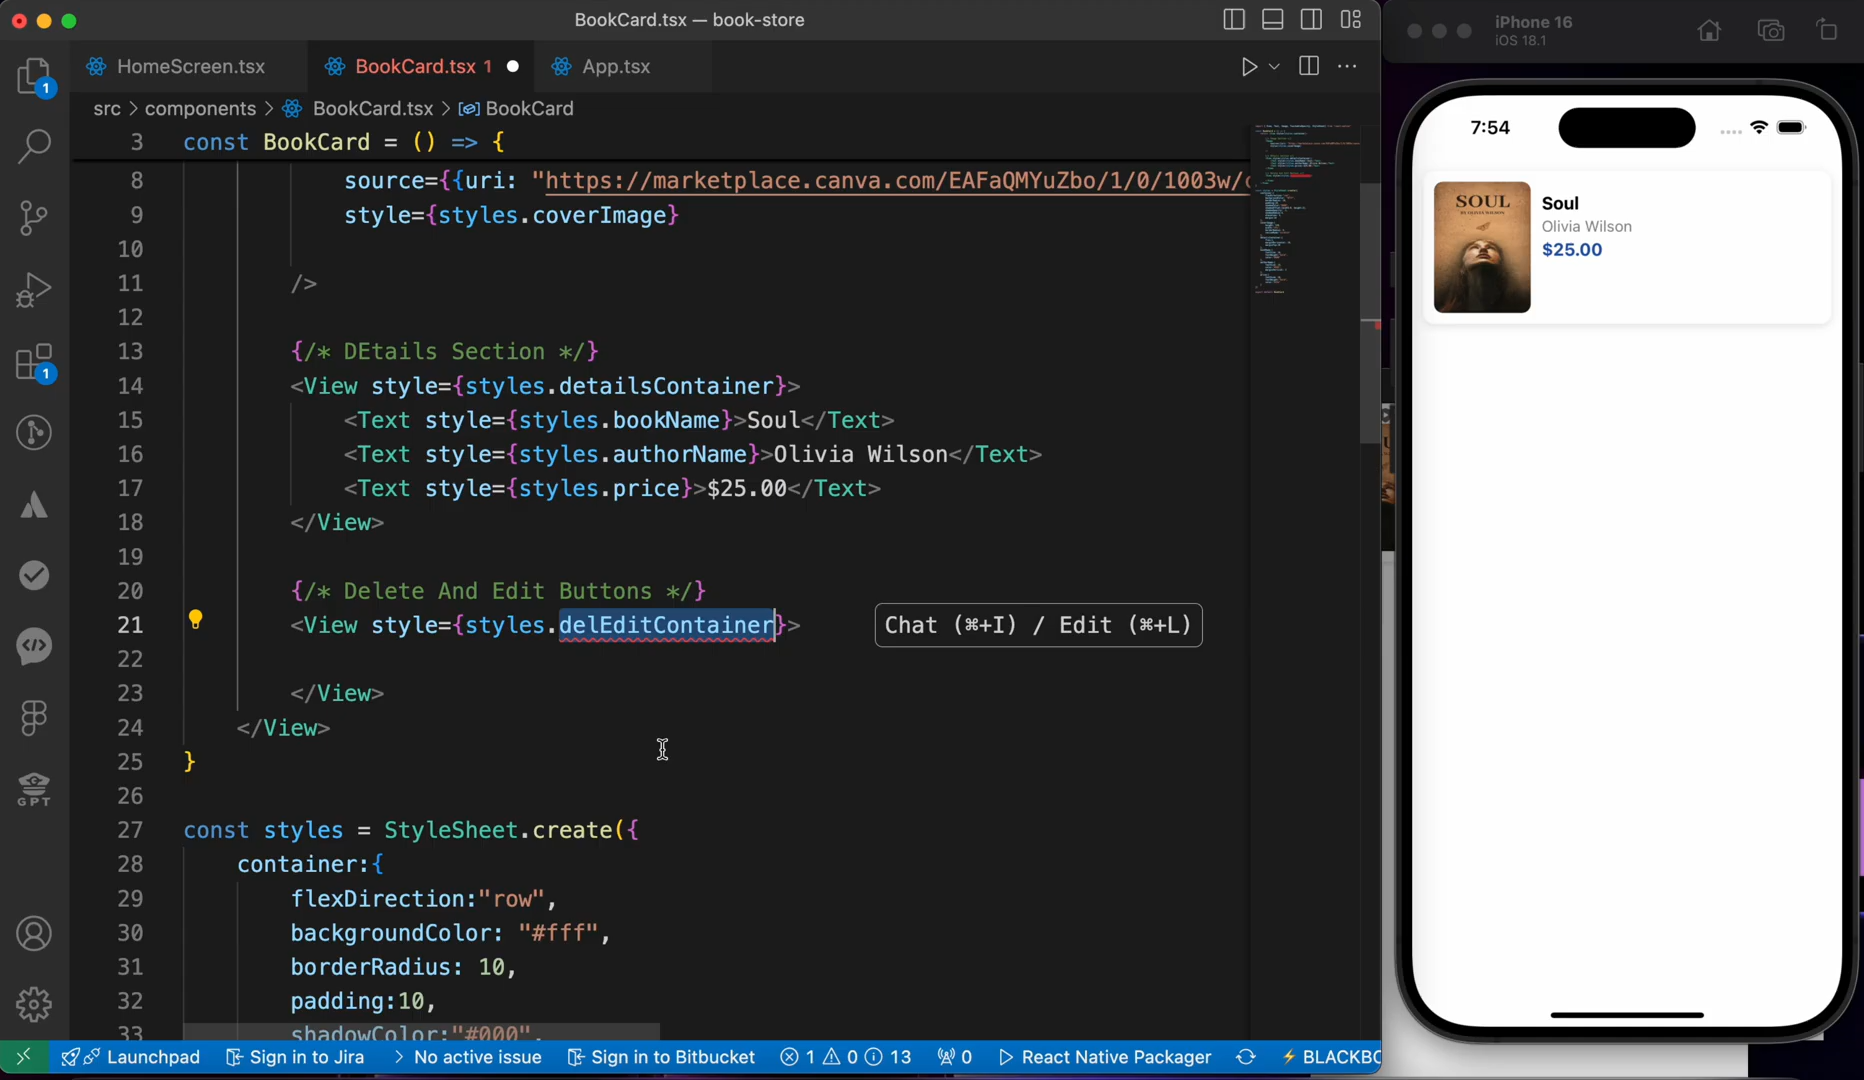 BookCard.tsx — book-store
HomeScreen.tsx
BookCard.tsx 1
App.tsx
src > components > BookCard.tsx > BookCard
3 const BookCard = () => {
8 source={{uri: "https://marketplace.canva.com/EAFaQMYuZbo/1/0/1003w/c
9 style={styles.coverImage}
10
11 />
12
13 {/* DEtails Section */}
14 <View style={styles.detailsContainer}>
15 <Text style={styles.bookName}>Soul</Text>
16 <Text style={styles.authorName}>Olivia Wilson</Text>
17 <Text style={styles.price}>$25.00</Text>
18 </View>
19
20 {/* Delete And Edit Buttons */}
21 <View style={styles.delEditContainer}> Chat (⌘+I) / Edit (⌘+L)
22
23 </View>
24 </View>
25 }
26
27 const styles = StyleSheet.create({
28 container:{
29 flexDirection:"row",
30 backgroundColor: "#fff",
31 borderRadius: 10,
32 padding:10,
33 shadowColor:"#000",
1
1
GPT
Launchpad Sign in to Jira > No active issue Sign in to Bitbucket 1 0 13 0 React Native Packager BLACKBO
iPhone 16
iOS 18.1
7:54
SOUL
BY OLIVIA WILSON
Soul
Olivia Wilson
$25.00